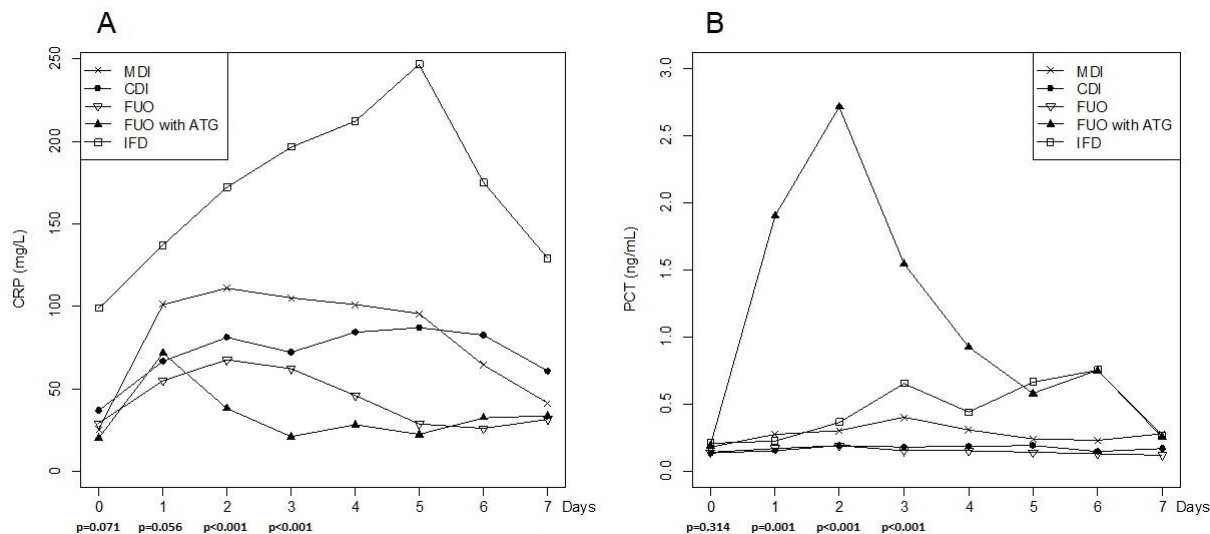 A
CRP (mg/L)
250
200
150
100
50
0
MDI
CDI
FUO
FUO with ATG
IFD
0 1 2 3 4 5 6 7 Days
p=0.071 p=0.056 p<0.001 p<0.001
B
PCT (ng/mL)
3.0
2.5
2.0
1.5
1.0
0.5
0.0
MDI
CDI
FUO
FUO with ATG
IFD
0 1 2 3 4 5 6 7 Days
p=0.314 p=0.001 p<0.001 p<0.001